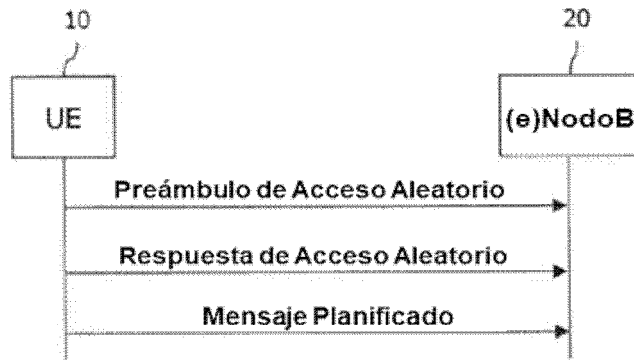 10
20
UE
(e)NodoB
Preámbulo de Acceso Aleatorio
Respuesta de Acceso Aleatorio
Mensaje Planificado